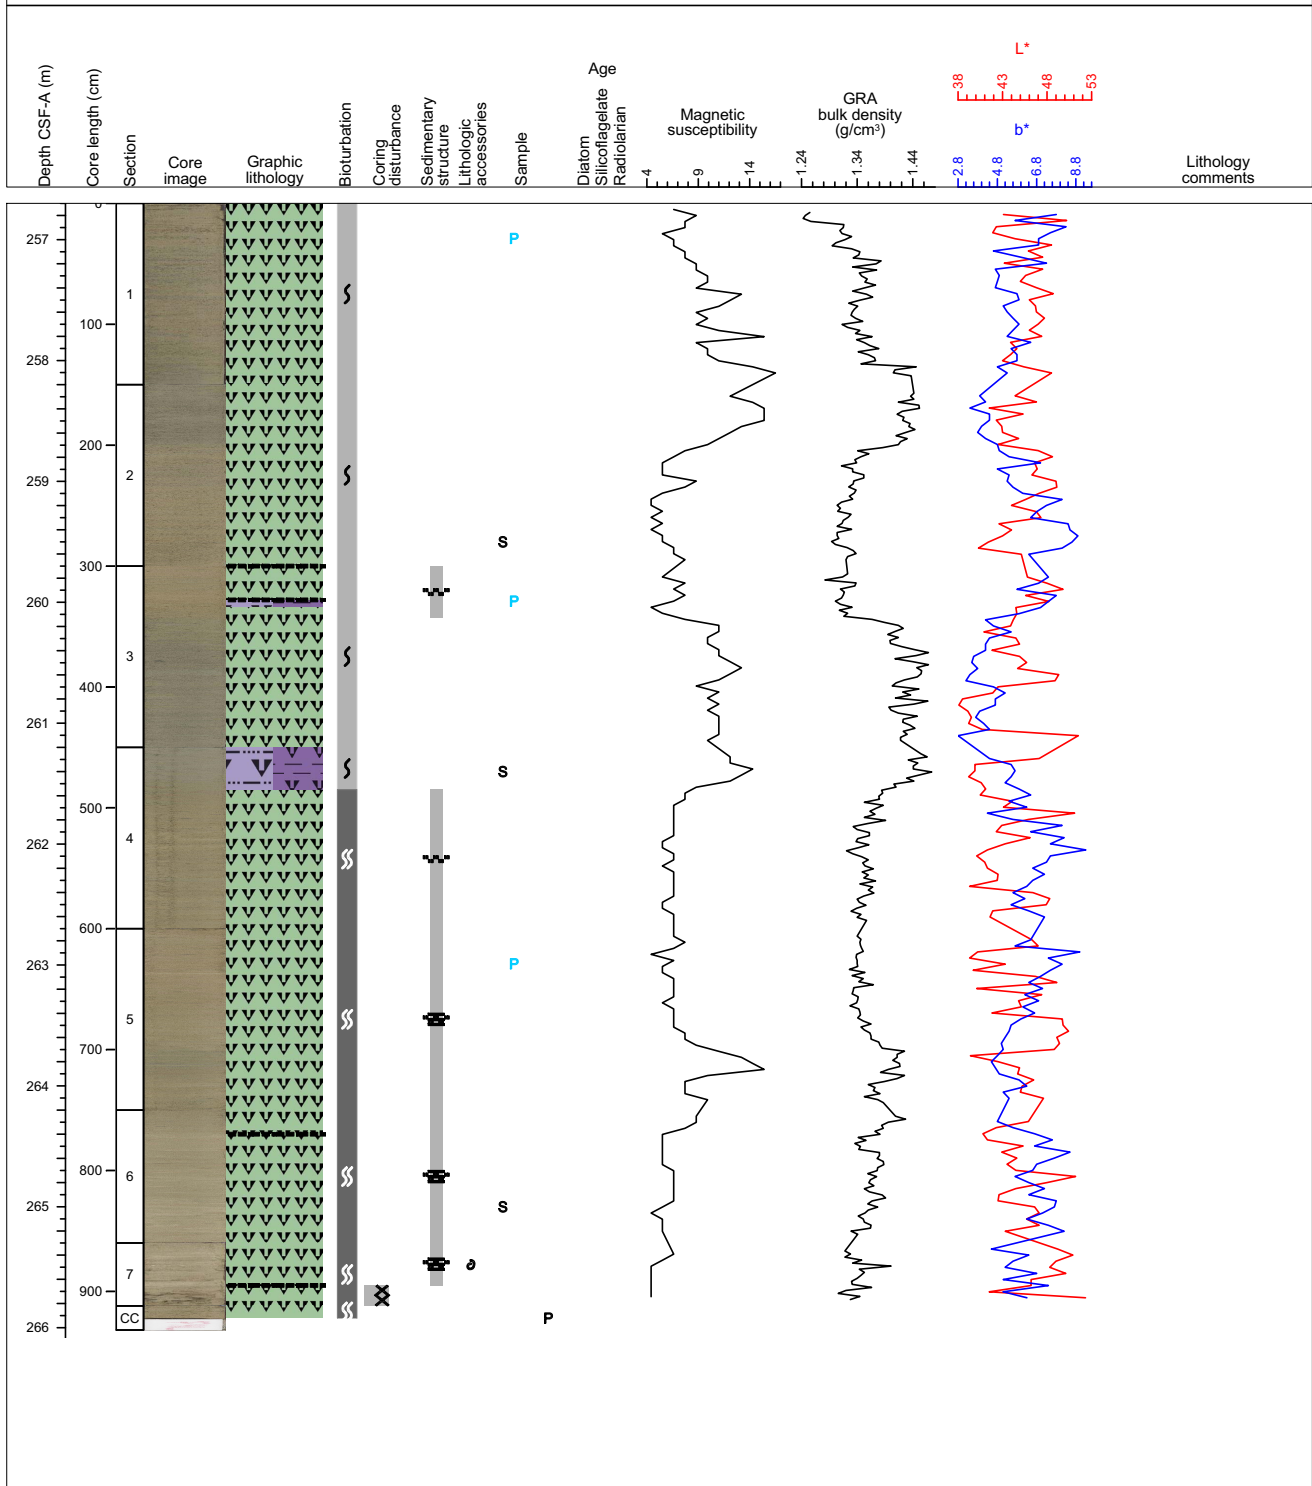 Depth CSF-A (m)
Core length (cm)
Section
Core
image
Graphic
lithology
Bioturbation
Coring
disturbance
Sedimentary
structure
Lithologic
accessories
Sample
Age
Diatom
Silicoflagelate
Radiolarian
Magnetic
susceptibility
4 9 14
GRA
bulk density
(g/cm³)
1.24 1.34 1.44
L*
38 43 48 53
b*
2.8 4.8 6.8 8.8
Lithology
comments
0
257 P
1
100
258
200
2
259
S
300
260 P
3
400
261
S
500
4
262
600
263 P
5
700
264
800
6
265 S
7
900
CC P
266